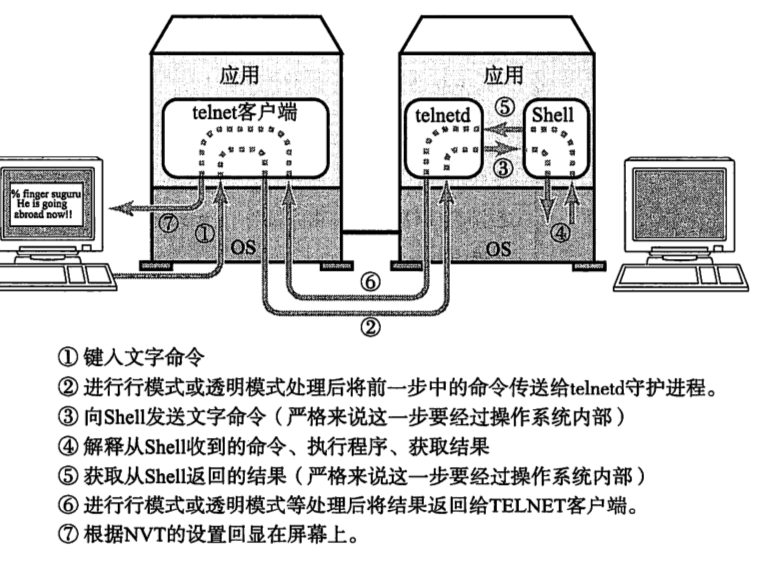 应用
应用
telnet客户端
telnetd
⑤
Shell
③
% finger suguru
He is going
abroad now!!
⑦
①
④
OS
OS
⑥
②
① 键入文字命令
② 进行行模式或透明模式处理后将前一步中的命令传送给telnetd守护进程。
③ 向Shell发送文字命令（严格来说这一步要经过操作系统内部）
④ 解释从Shell收到的命令、执行程序、获取结果
⑤ 获取从Shell返回的结果（严格来说这一步要经过操作系统内部）
⑥ 进行行模式或透明模式等处理后将结果返回给TELNET客户端。
⑦ 根据NVT的设置回显在屏幕上。